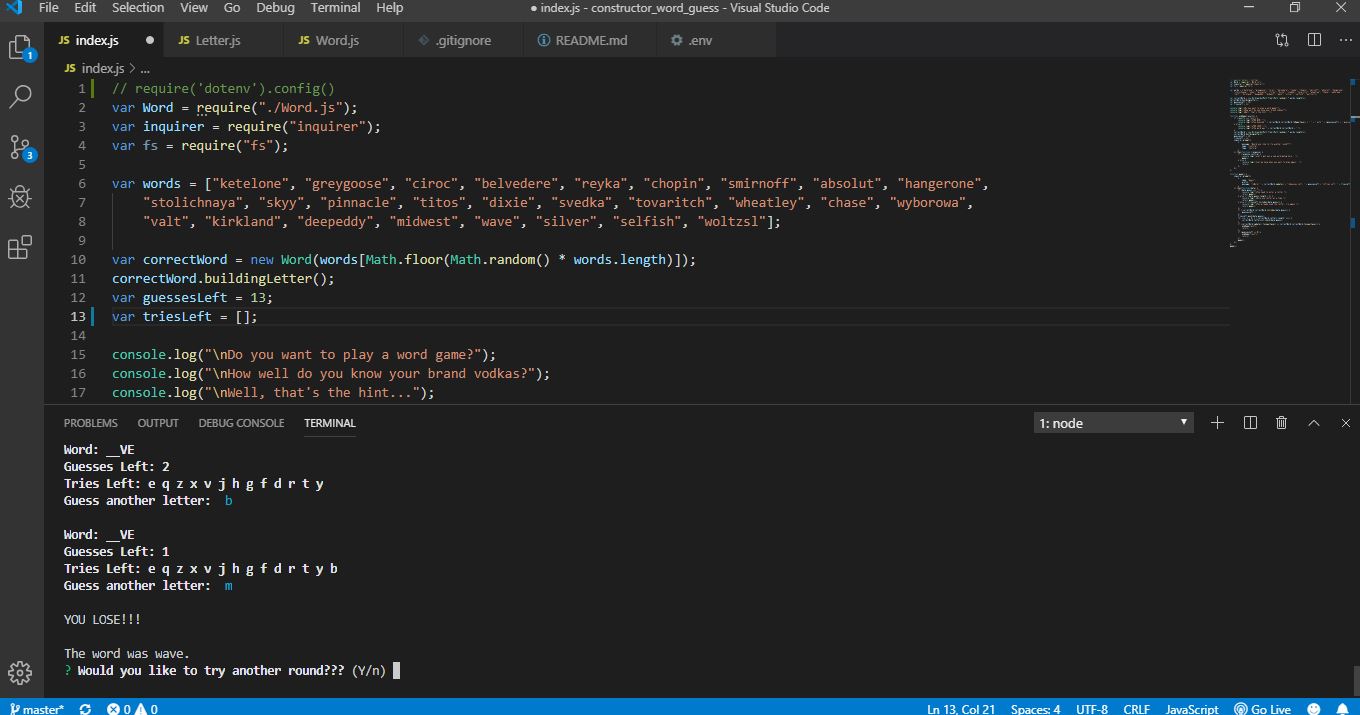 File Edit Selection View Go Debug Terminal Help ● index.js - constructor_word_guess - Visual Studio Code
JS index.js ● JS Letter.js JS Word.js .gitignore README.md .env
JS index.js > ...
1 // require('dotenv').config()
2 var Word = require("./Word.js");
3 var inquirer = require("inquirer");
4 var fs = require("fs");
5
6 var words = ["ketelone", "greygoose", "ciroc", "belvedere", "reyka", "chopin", "smirnoff", "absolut", "hangerone",
7 "stolichnaya", "skyy", "pinnacle", "titos", "dixie", "svedka", "tovaritch", "wheatley", "chase", "wyborowa",
8 "valt", "kirkland", "deepeddy", "midwest", "wave", "silver", "selfish", "woltzsl"];
9
10 var correctWord = new Word(words[Math.floor(Math.random() * words.length)]);
11 correctWord.buildingLetter();
12 var guessesLeft = 13;
13 var triesLeft = [];
14
15 console.log("\nDo you want to play a word game?");
16 console.log("\nHow well do you know your brand vodkas?");
17 console.log("\nWell, that's the hint...");
1
3
PROBLEMS OUTPUT DEBUG CONSOLE TERMINAL 1: node
Word: __VE
Guesses Left: 2
Tries Left: e q z x v j h g f d r t y
Guess another letter: b
Word: __VE
Guesses Left: 1
Tries Left: e q z x v j h g f d r t y b
Guess another letter: m
YOU LOSE!!!
The word was wave.
? Would you like to try another round??? (Y/n)
master* 0 0 Ln 13, Col 21 Spaces: 4 UTF-8 CRLF JavaScript Go Live